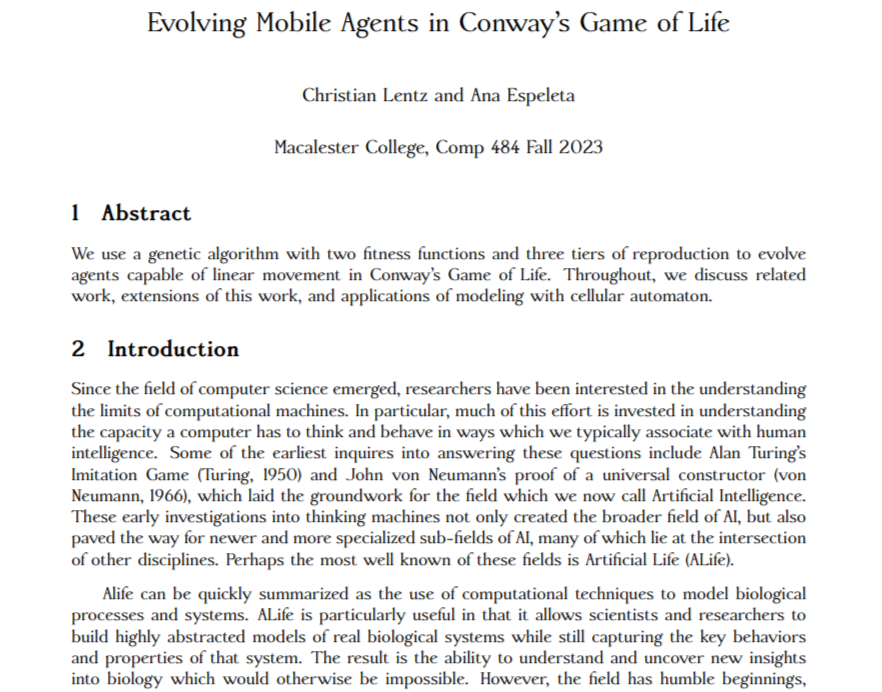 Evolving Mobile Agents in Conway's Game of Life
Christian Lentz and Ana Espeleta
Macalester College, Comp 484 Fall 2023
1 Abstract
We use a genetic algorithm with two fitness functions and three tiers of reproduction to evolve
agents capable of linear movement in Conway's Game of Life. Throughout, we discuss related
work, extensions of this work, and applications of modeling with cellular automaton.
2 Introduction
Since the field of computer science emerged, researchers have been interested in the understanding
the limits of computational machines. In particular, much of this effort is invested in understanding
the capacity a computer has to think and behave in ways which we typically associate with human
intelligence. Some of the earliest inquires into answering these questions include Alan Turing's
Imitation Game (Turing, 1950) and John von Neumann's proof of a universal constructor (von
Neumann, 1966), which laid the groundwork for the field which we now call Artificial Intelligence.
These early investigations into thinking machines not only created the broader field of AI, but also
paved the way for newer and more specialized sub-fields of AI, many of which lie at the intersection
of other disciplines. Perhaps the most well known of these fields is Artificial Life (ALife).
Alife can be quickly summarized as the use of computational techniques to model biological
processes and systems. ALife is particularly useful in that it allows scientists and researchers to
build highly abstracted models of real biological systems while still capturing the key behaviors
and properties of that system. The result is the ability to understand and uncover new insights
into biology which would otherwise be impossible. However, the field has humble beginnings,